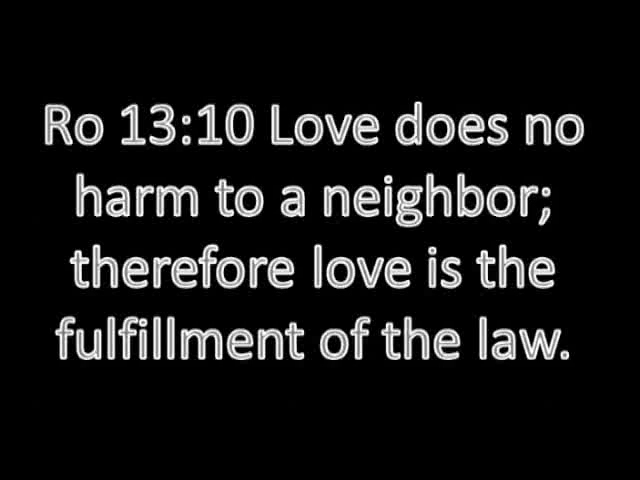 Ro 13:10 Love does no
harm to a neighbor;
therefore love is the
fulfillment of the law.